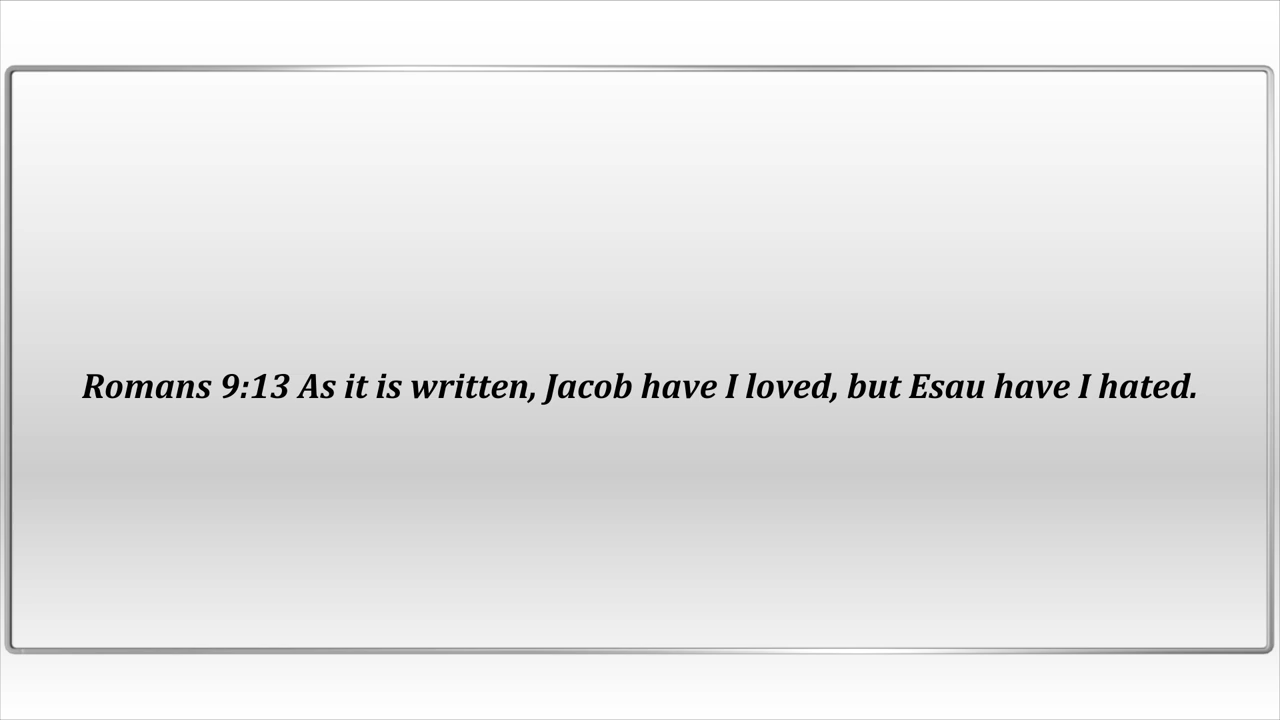 Romans 9:13 As it is written, Jacob have I loved, but Esau have I hated.